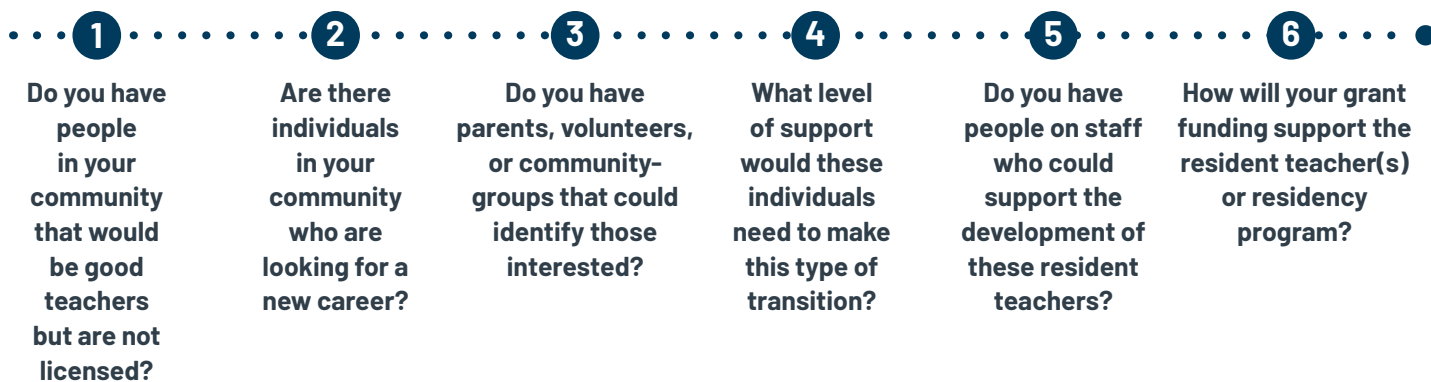 1
Do you have
people
in your
community
that would
be good
teachers
but are not
licensed?
2
Are there
individuals
in your
community
who are
looking for a
new career?
3
Do you have
parents, volunteers,
or community-
groups that could
identify those
interested?
4
What level
of support
would these
individuals
need to make
this type of
transition?
5
Do you have
people on staff
who could
support the
development of
these resident
teachers?
6
How will your grant
funding support the
resident teacher(s)
or residency
program?